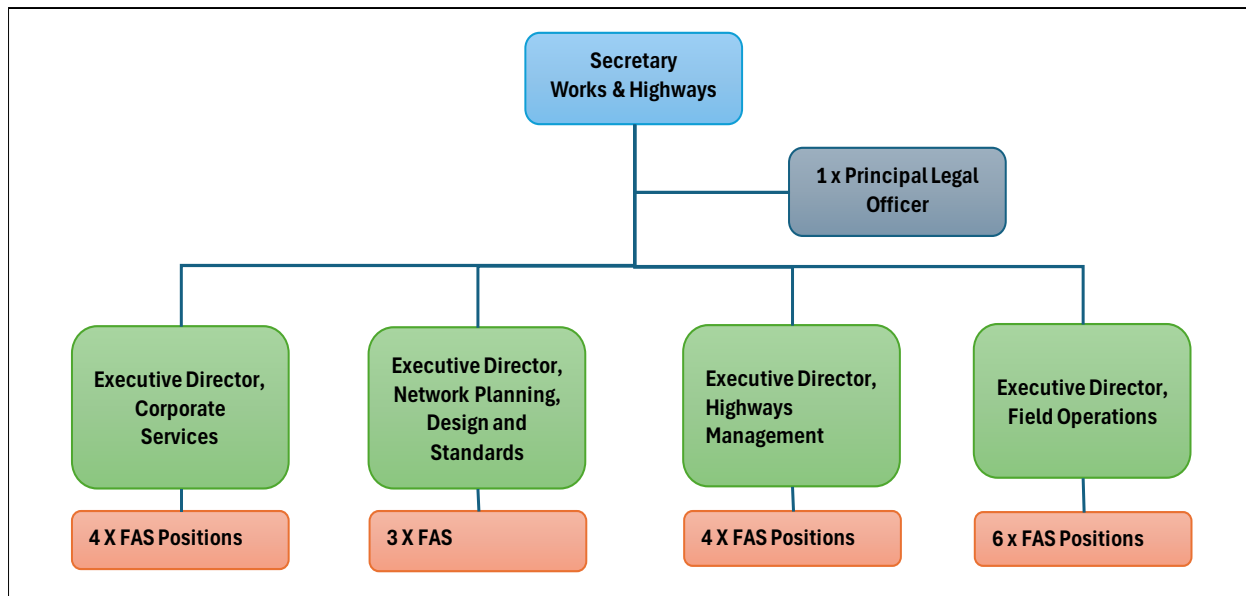 Secretary
Works & Highways
1 x Principal Legal
Officer
Executive Director,
Corporate
Services
Executive Director,
Network Planning,
Design and
Standards
Executive Director,
Highways
Management
Executive Director,
Field Operations
4 X FAS Positions
3 X FAS
4 X FAS Positions
6 x FAS Positions